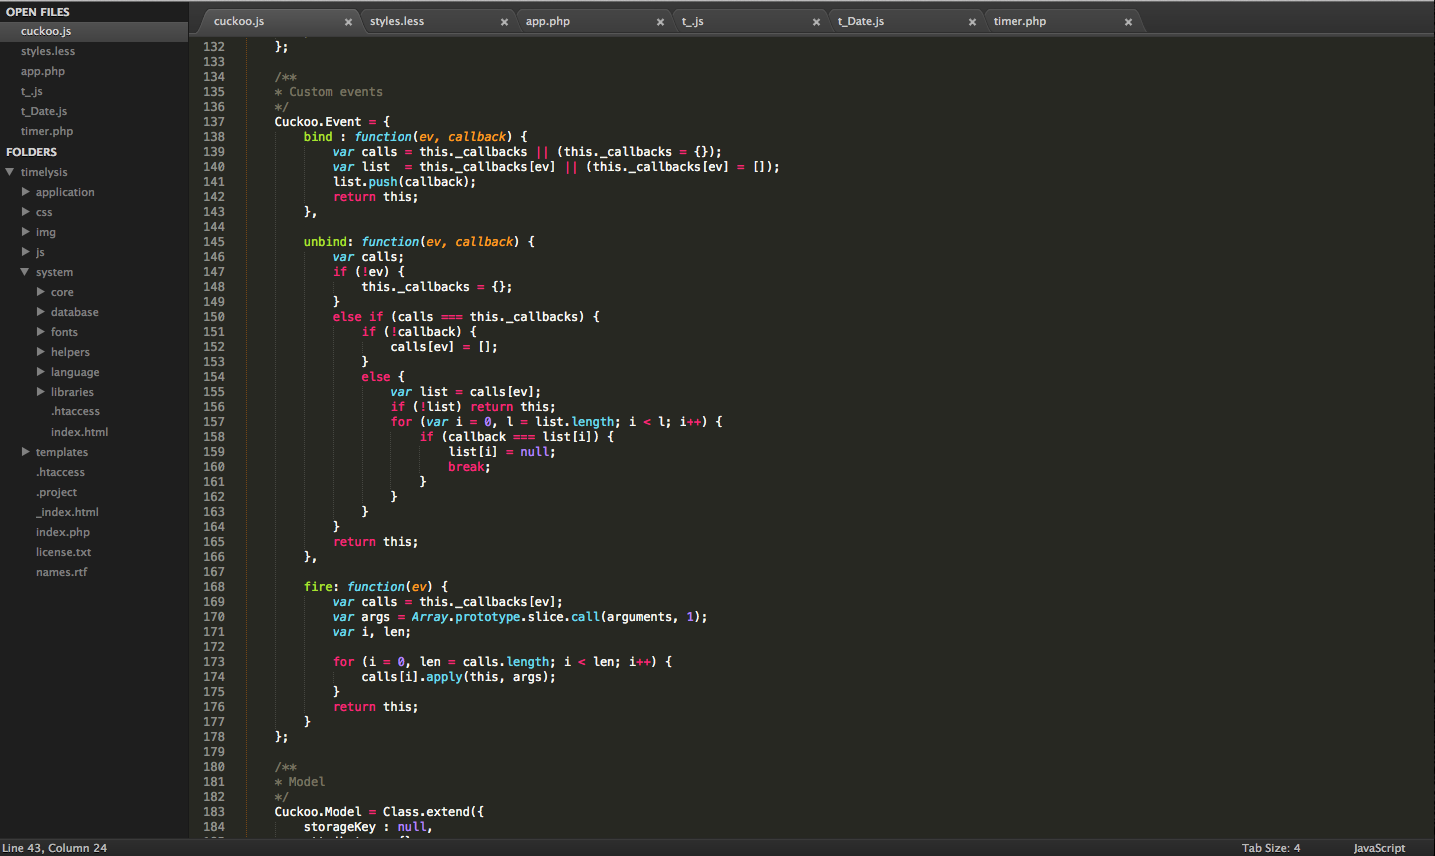 OPEN FILES
cuckoo.js
styles.less
app.php
t_.js
t_Date.js
timer.php
FOLDERS
timelysis
application
css
img
js
system
core
database
fonts
helpers
language
libraries
.htaccess
index.html
templates
.htaccess
.project
_index.html
index.php
license.txt
names.rtf
cuckoo.js × styles.less × app.php × t_.js × t_Date.js × timer.php ×
132 };
133
134 /**
135 * Custom events
136 */
137 Cuckoo.Event = {
138 bind : function(ev, callback) {
139 var calls = this._callbacks || (this._callbacks = {});
140 var list  = this._callbacks[ev] || (this._callbacks[ev] = []);
141 list.push(callback);
142 return this;
143 },
144
145 unbind: function(ev, callback) {
146 var calls;
147 if (!ev) {
148 this._callbacks = {};
149 }
150 else if (calls === this._callbacks) {
151 if (!callback) {
152 calls[ev] = [];
153 }
154 else {
155 var list = calls[ev];
156 if (!list) return this;
157 for (var i = 0, l = list.length; i < l; i++) {
158 if (callback === list[i]) {
159 list[i] = null;
160 break;
161 }
162 }
163 }
164 }
165 return this;
166 },
167
168 fire: function(ev) {
169 var calls = this._callbacks[ev];
170 var args = Array.prototype.slice.call(arguments, 1);
171 var i, len;
172
173 for (i = 0, len = calls.length; i < len; i++) {
174 calls[i].apply(this, args);
175 }
176 return this;
177 }
178 };
179
180 /**
181 * Model
182 */
183 Cuckoo.Model = Class.extend({
184 storageKey : null,
Line 43, Column 24 Tab Size: 4 JavaScript